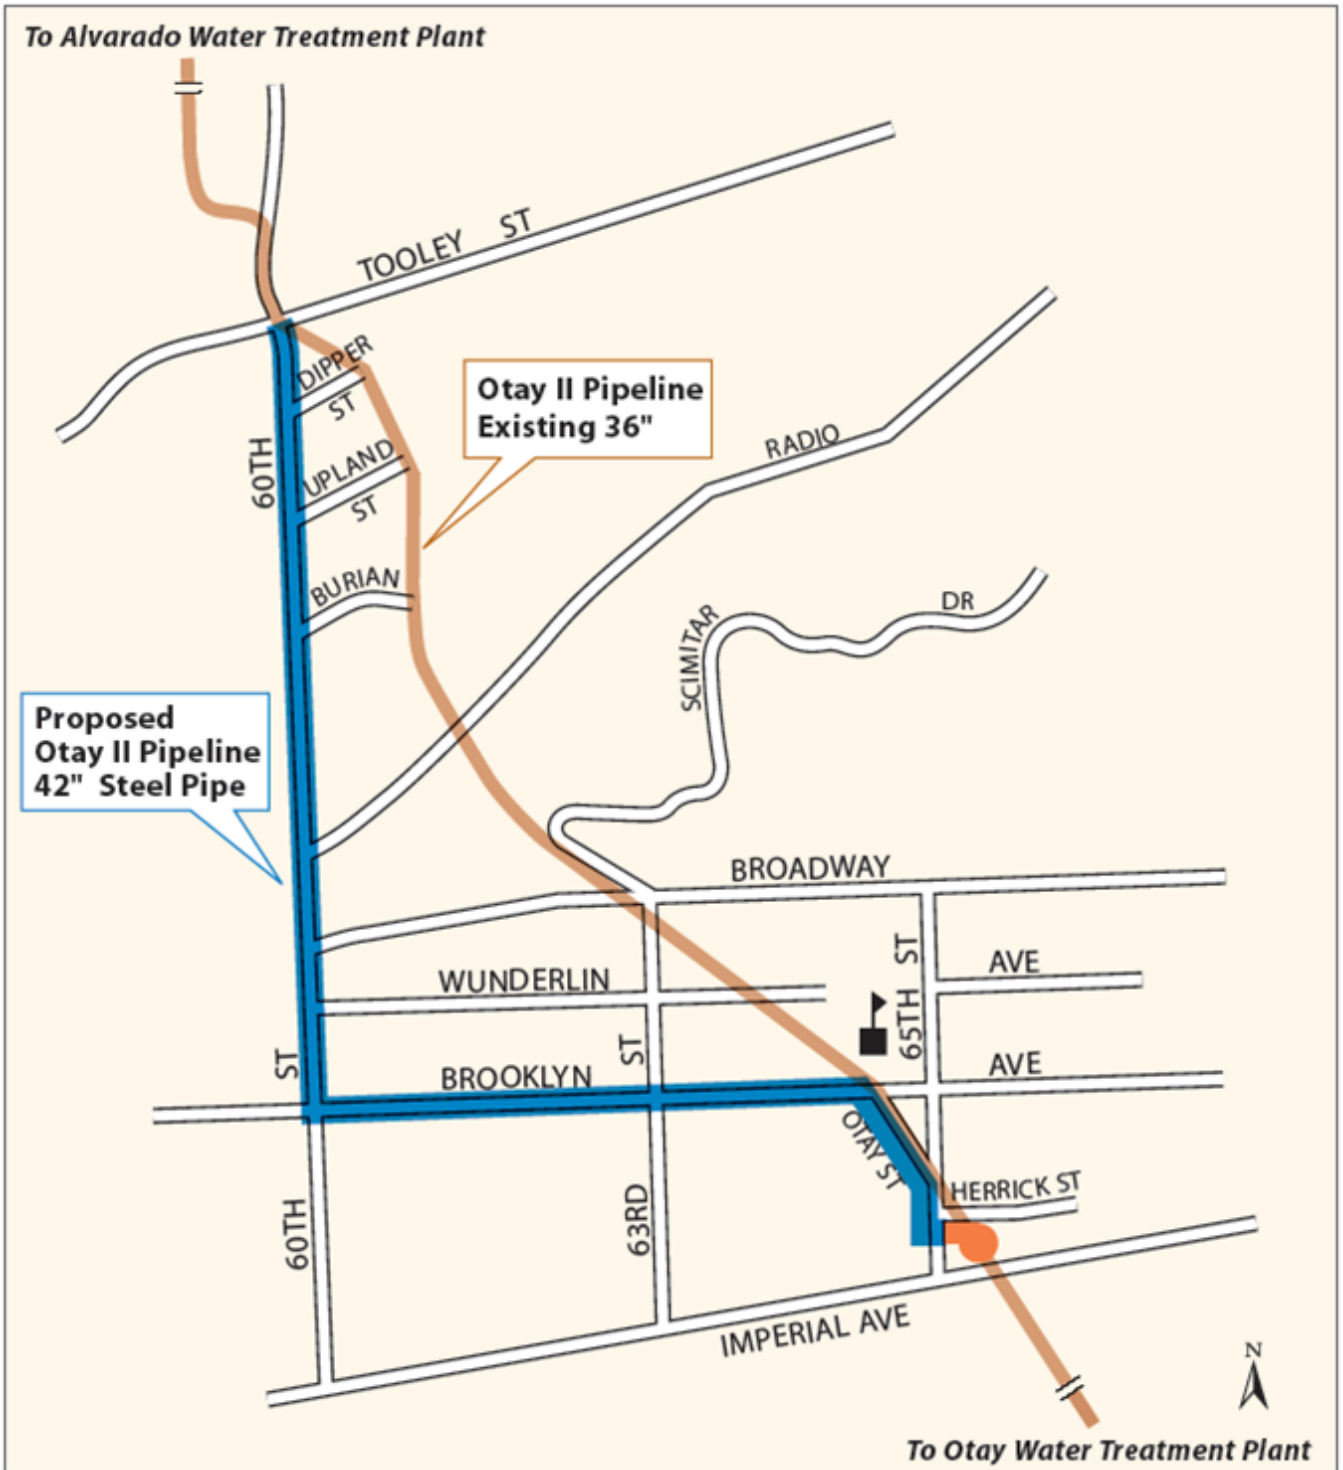 To Alvarado Water Treatment Plant
TOOLEY ST
DIPPER
ST
Otay II Pipeline
Existing 36"
RADIO
60TH
UPLAND
ST
BURIAN
DR
SCIMITAR
Proposed
Otay II Pipeline
42" Steel Pipe
BROADWAY
ST
AVE
WUNDERLIN
65TH
ST
ST
AVE
BROOKLYN
OTAY ST
HERRICK ST
60TH
63RD
IMPERIAL AVE
N
To Otay Water Treatment Plant